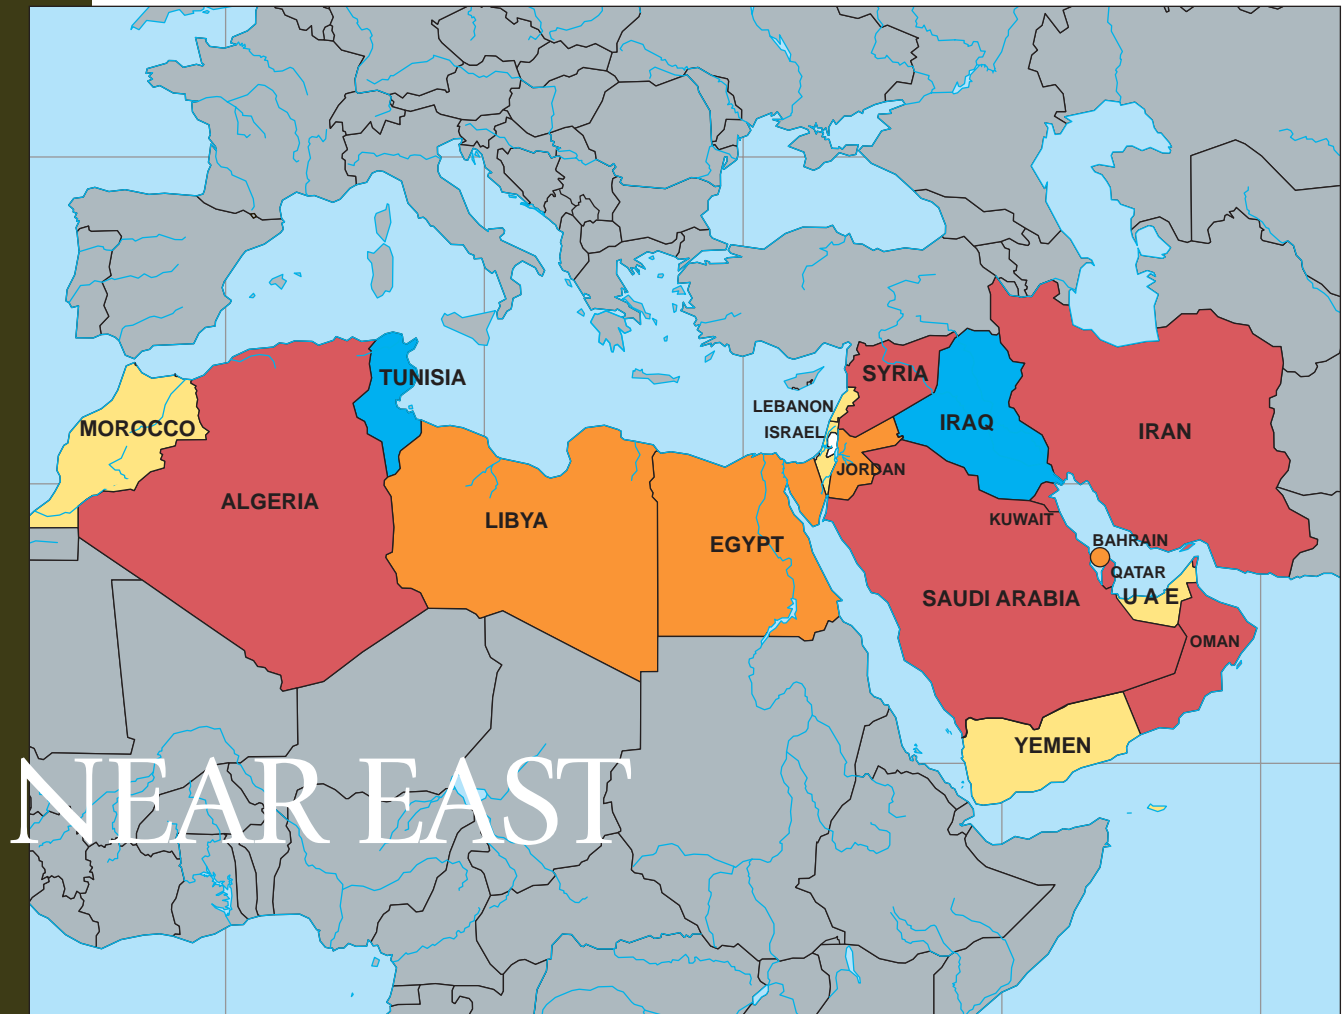 TUNISIA
SYRIA
LEBANON
MOROCCO
ISRAEL
IRAQ
IRAN
JORDAN
ALGERIA
LIBYA
KUWAIT
EGYPT
BAHRAIN
QATAR
SAUDI ARABIA
U A E
OMAN
YEMEN
NEAR EAST